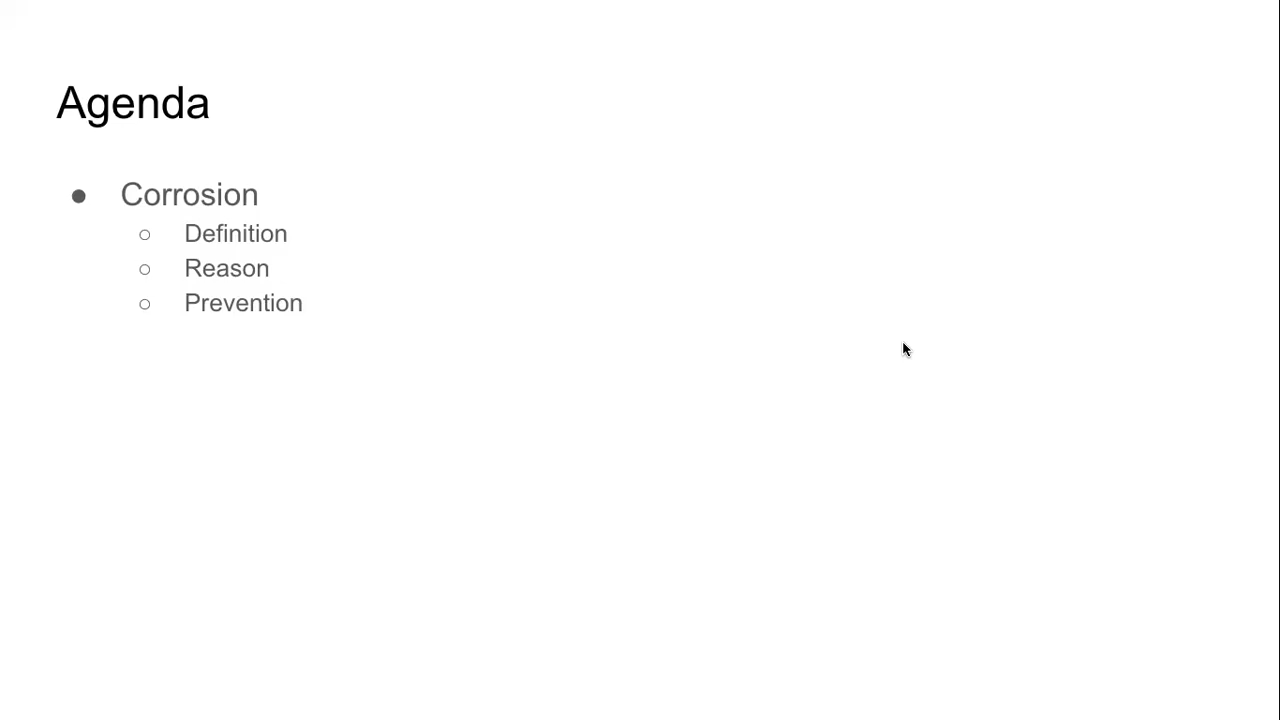 Agenda
● Corrosion
○ Definition
○ Reason
○ Prevention